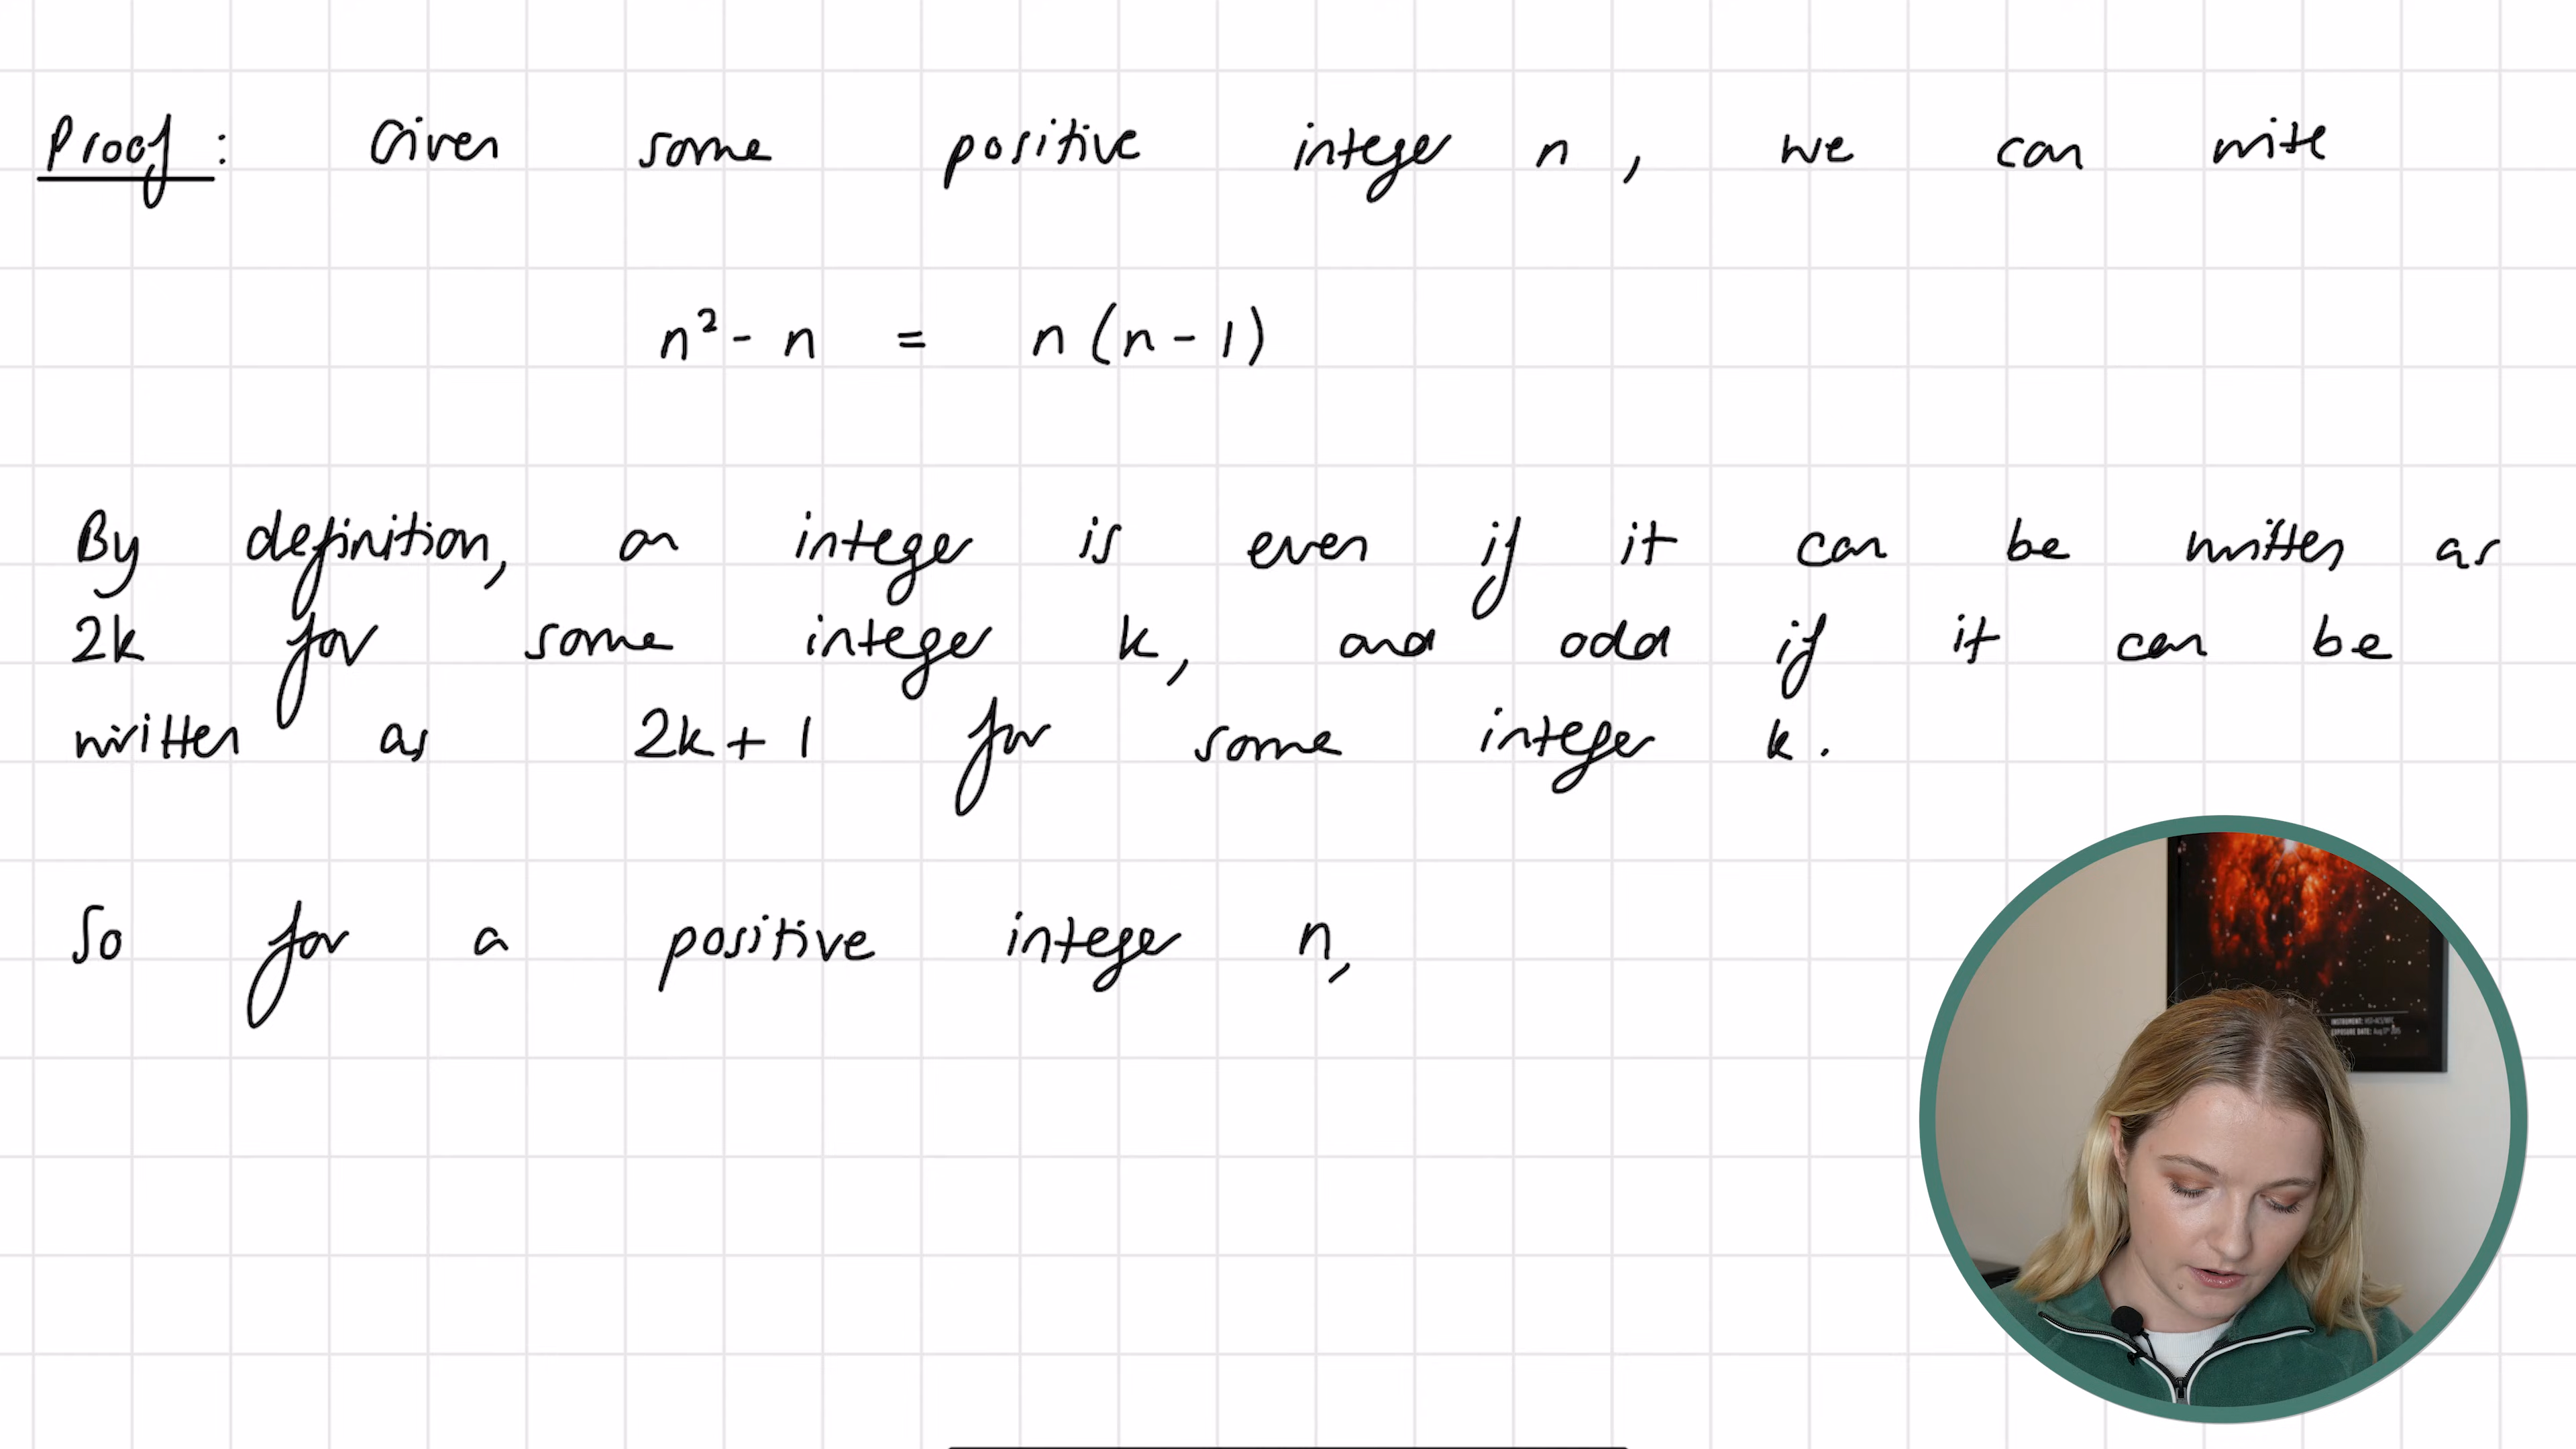 Proof: Given some positive integer n, we can write
n² - n = n(n-1)
By definition, an integer is even if it can be written as
2k for some integer k, and odd if it can be
written as 2k+1 for some integer k.
So for a positive integer n,